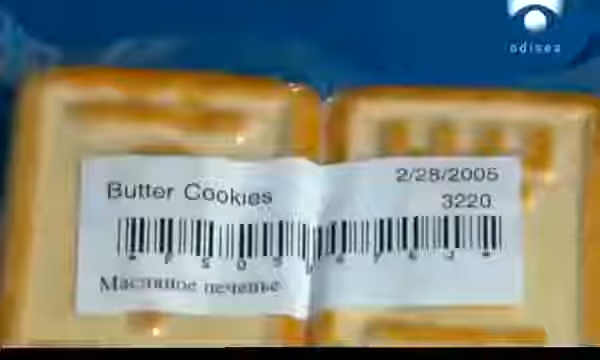 odisea
Butter Cookies
2/28/2005
3220
Масляное печенье